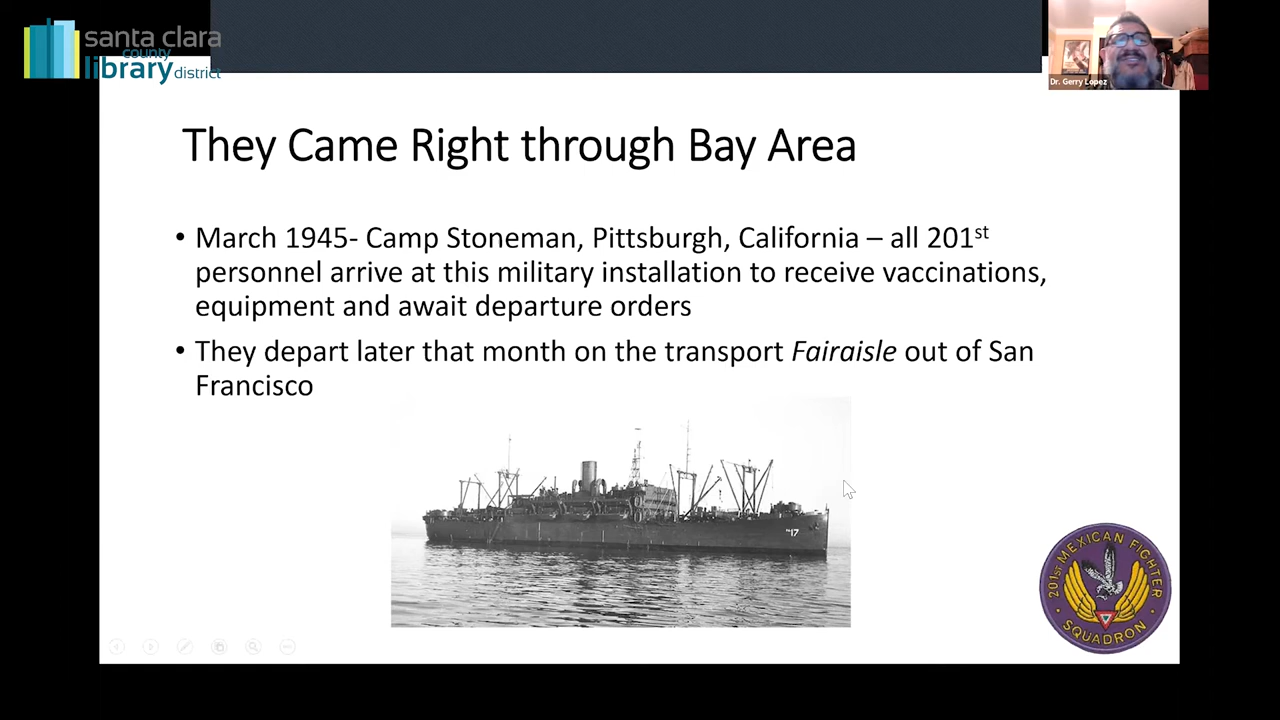 santa clara
county
library district
Dr. Gerry Lopez
They Came Right through Bay Area
• March 1945- Camp Stoneman, Pittsburgh, California – all 201st
personnel arrive at this military installation to receive vaccinations,
equipment and await departure orders
• They depart later that month on the transport Fairaisle out of San
Francisco
17
201ST MEXICAN FIGHTER
SQUADRON